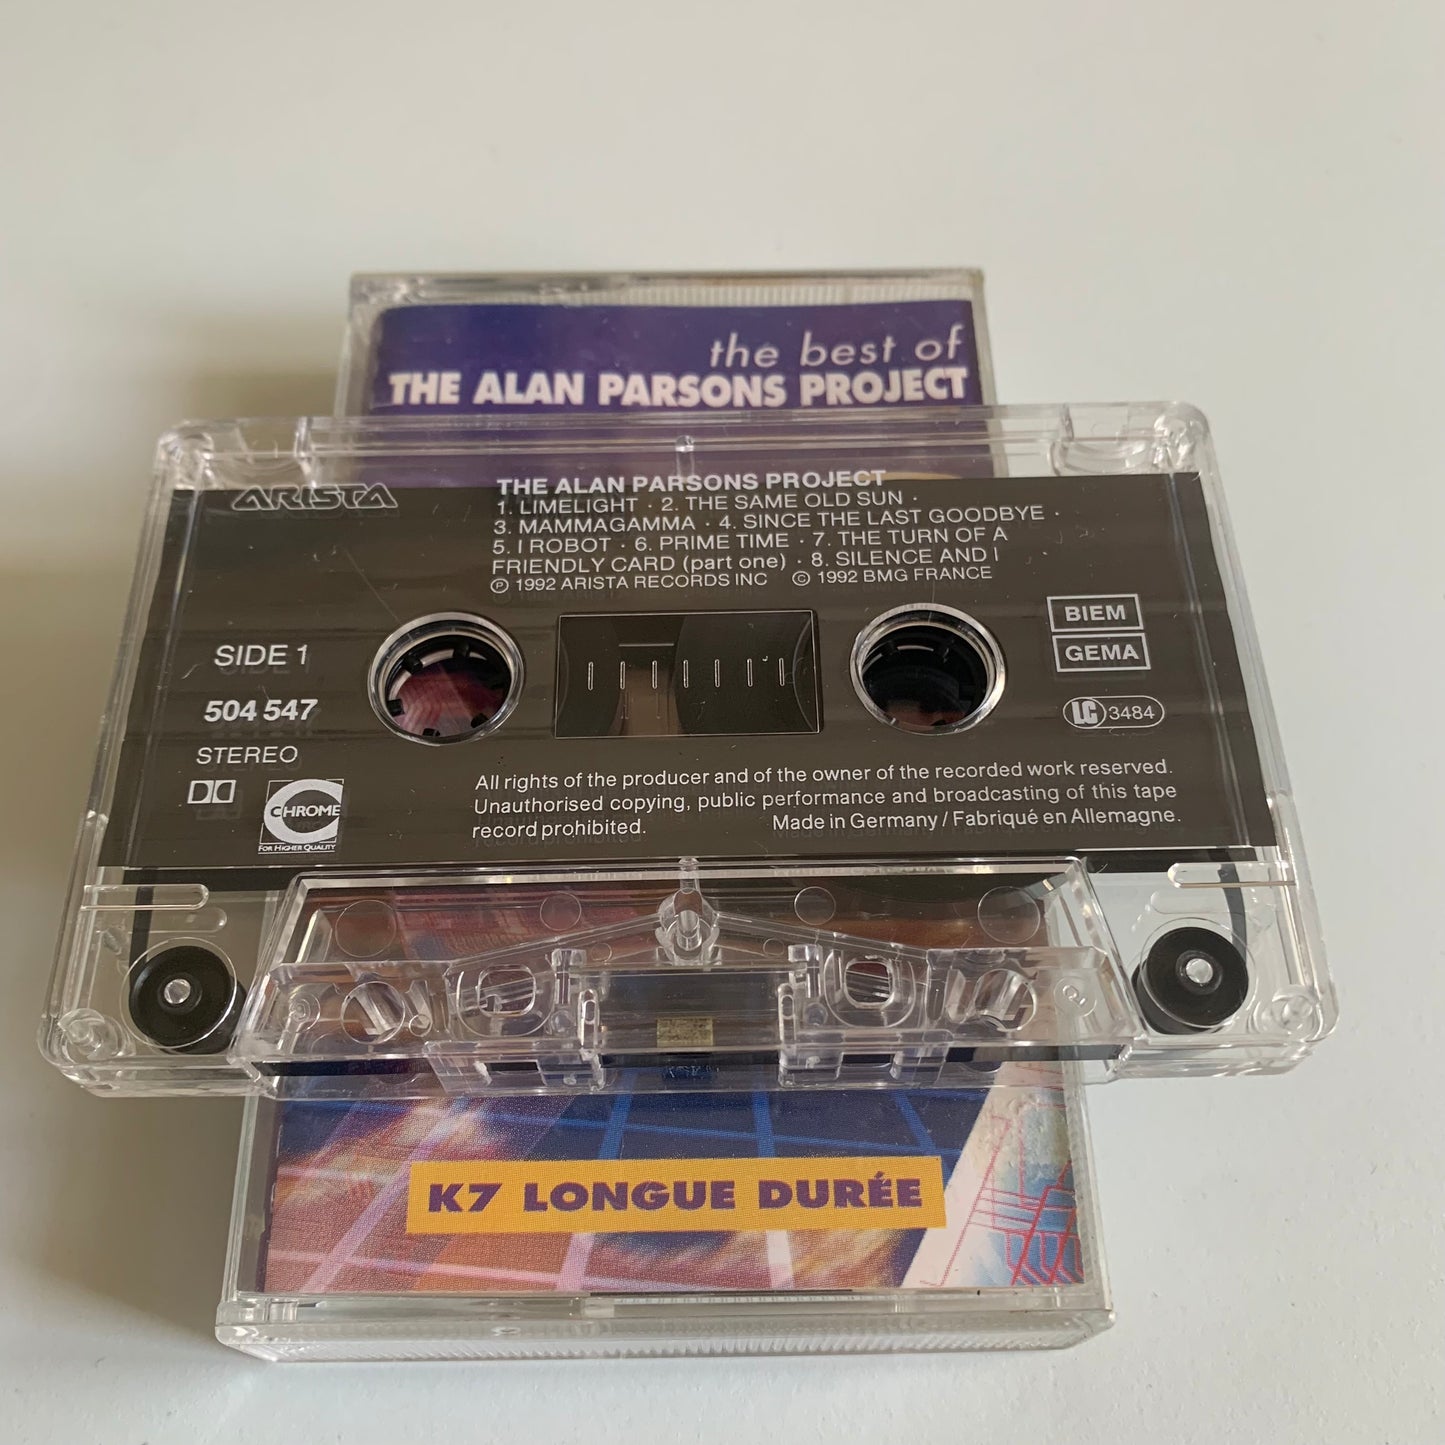 the best of
THE ALAN PARSONS PROJECT
ARISTA
THE ALAN PARSONS PROJECT
1. LIMELIGHT · 2. THE SAME OLD SUN ·
3. MAMMAGAMMA · 4. SINCE THE LAST GOODBYE ·
5. I ROBOT · 6. PRIME TIME · 7. THE TURN OF A
FRIENDLY CARD (part one) · 8. SILENCE AND I
℗ 1992 ARISTA RECORDS INC © 1992 BMG FRANCE
SIDE 1
504 547
STEREO
CHROME
FOR HIGHER QUALITY
BIEM
GEMA
LC 3484
All rights of the producer and of the owner of the recorded work reserved.
Unauthorised copying, public performance and broadcasting of this tape
record prohibited. Made in Germany / Fabriqué en Allemagne.
K7 LONGUE DURÉE